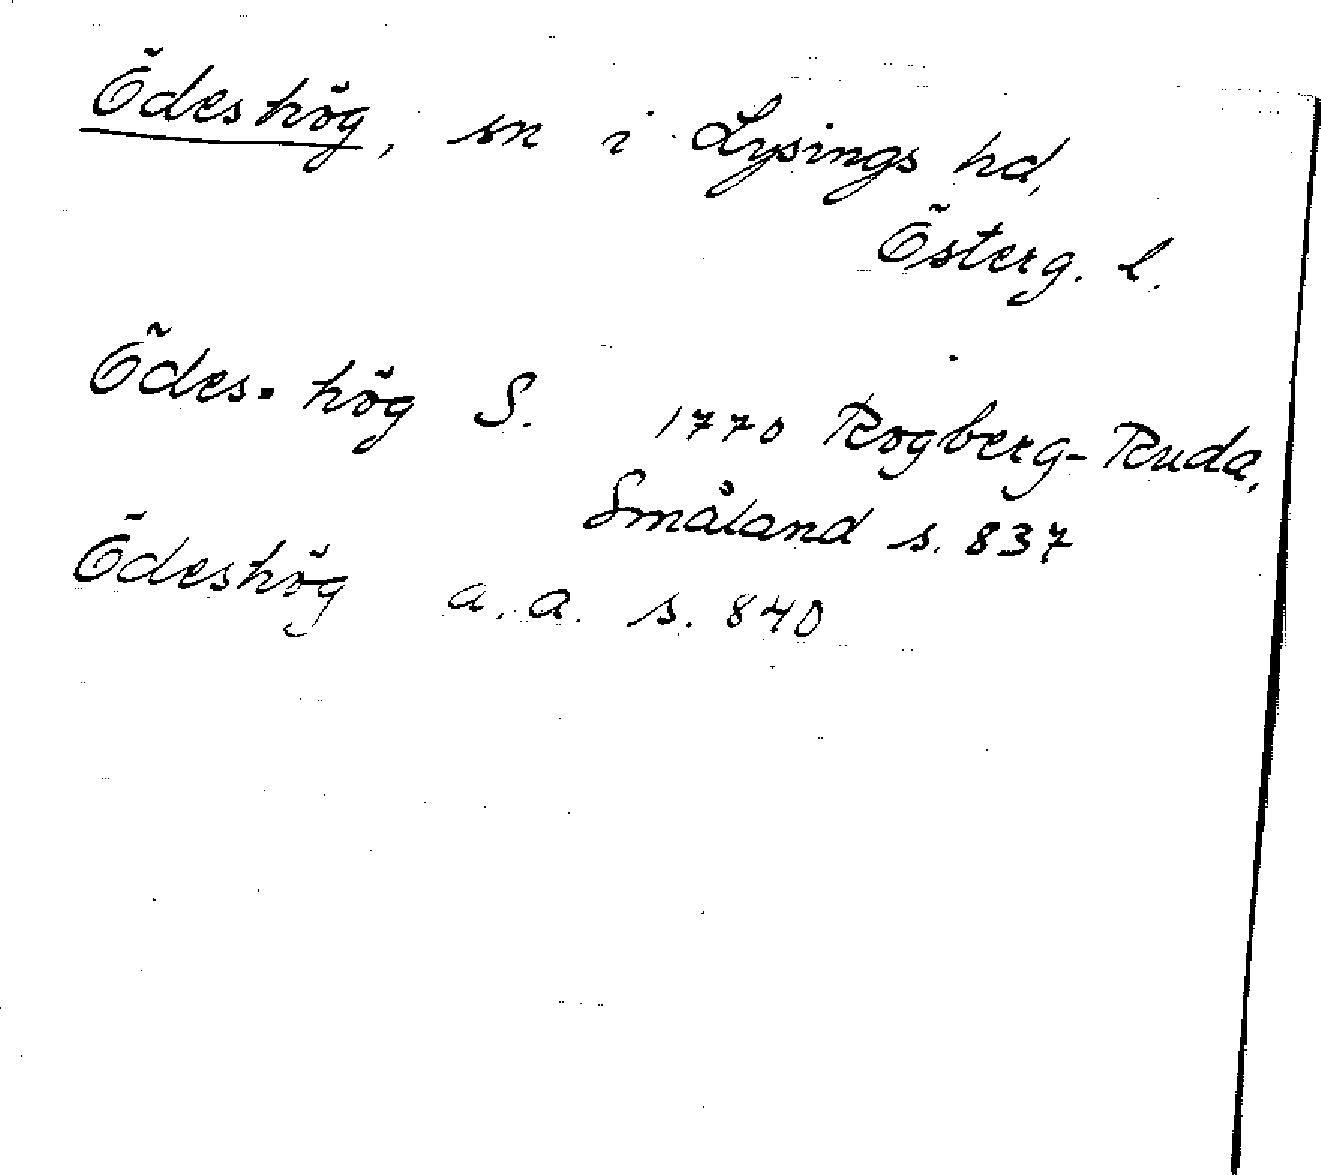 Ödeshög, sn i Lysings hd,
Österg. l.
Ödes-hög S. 1770 Rogberg-Ruda,
Småland s. 837
Ödeshög a.a. s. 840